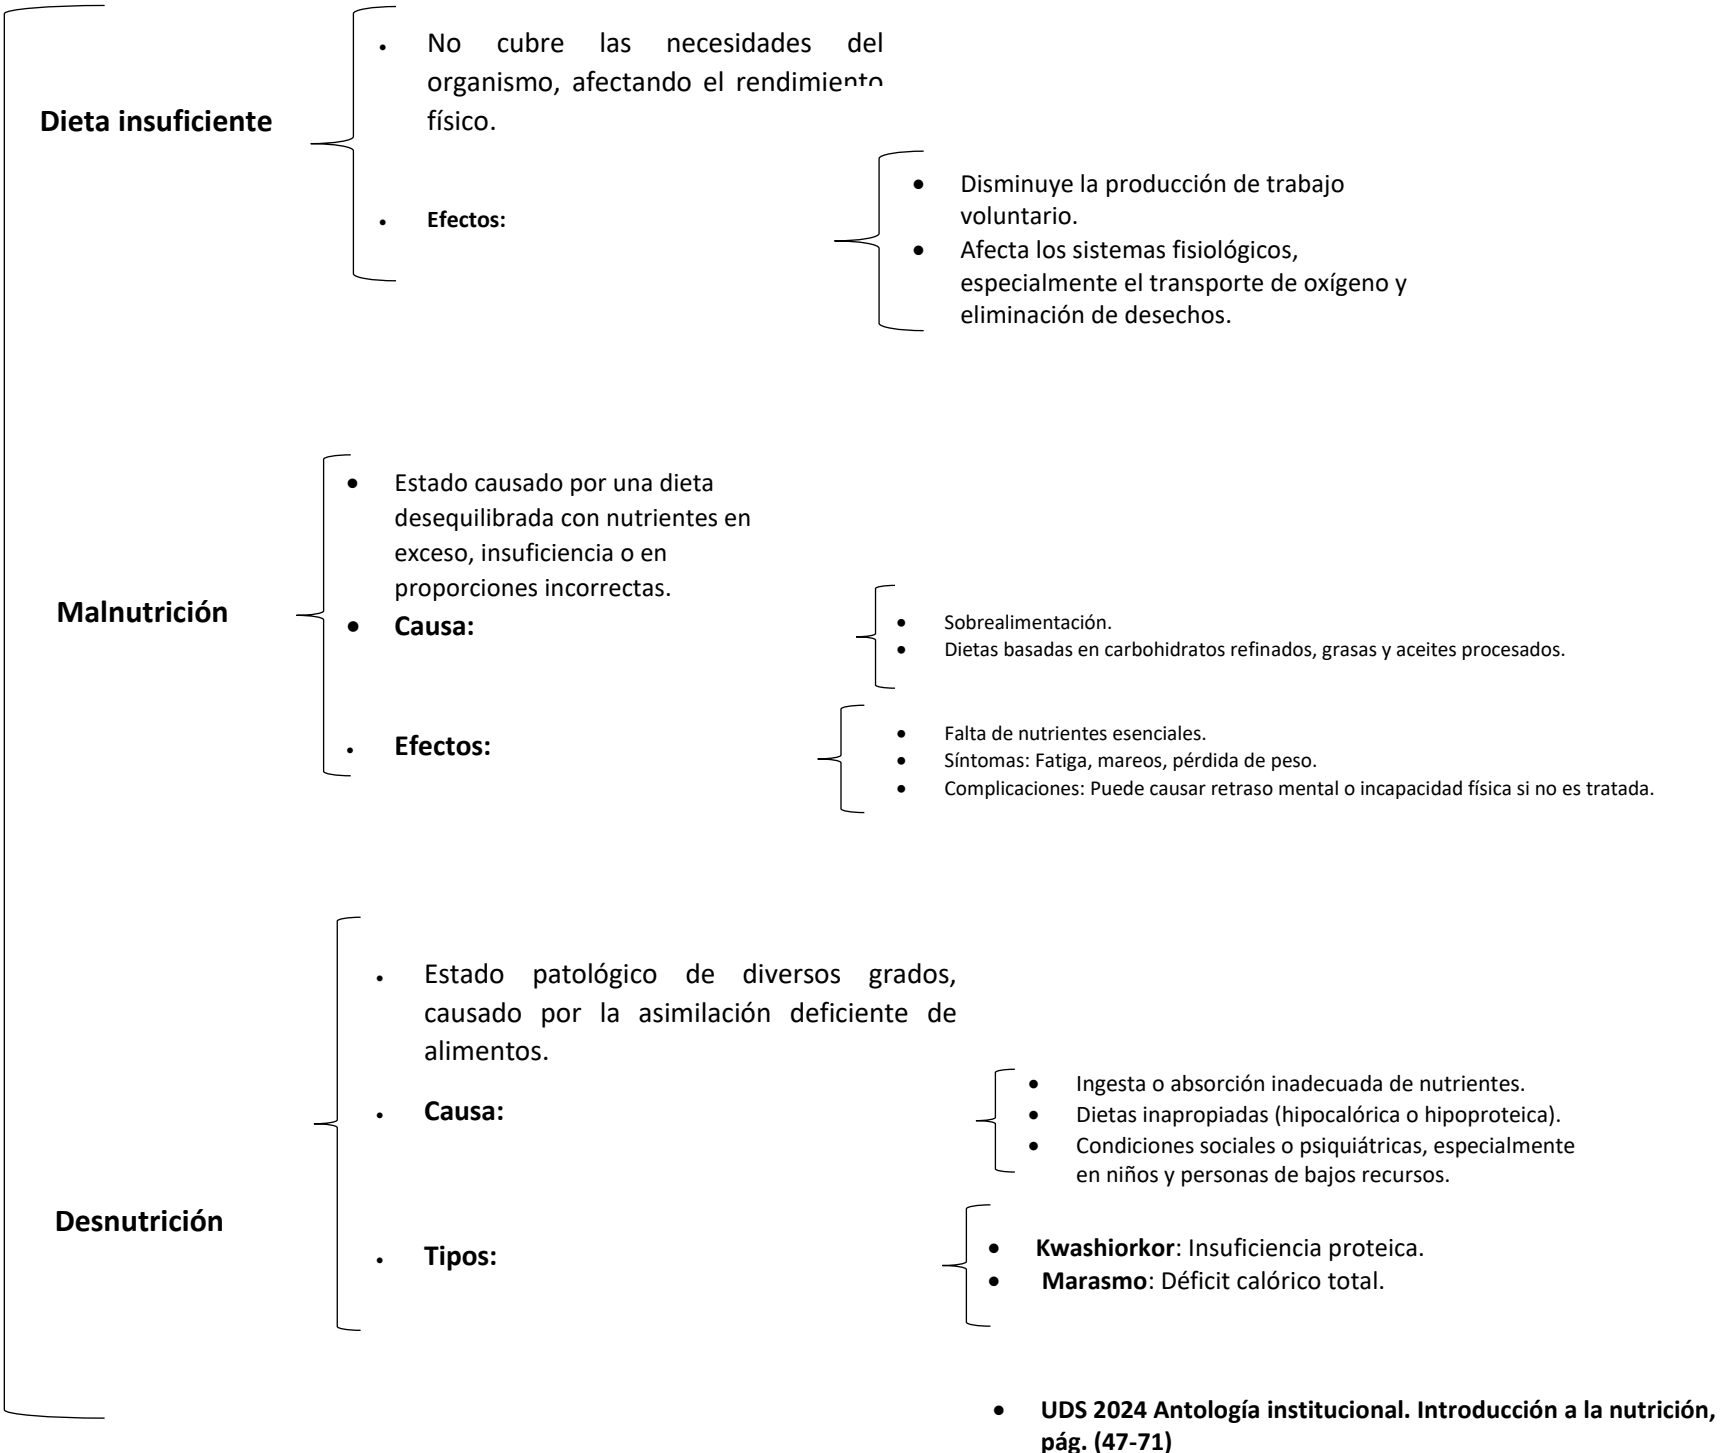 No cubre las necesidades del
organismo, afectando el rendimiento
físico.
Dieta insuficiente
• Efectos:
• Disminuye la producción de trabajo
voluntario.
• Afecta los sistemas fisiológicos,
especialmente el transporte de oxígeno y
eliminación de desechos.
Malnutrición
• Estado causado por una dieta
desequilibrada con nutrientes en
exceso, insuficiencia o en
proporciones incorrectas.
• Causa:
• Sobrealimentación.
• Dietas basadas en carbohidratos refinados, grasas y aceites procesados.
• Efectos:
• Falta de nutrientes esenciales.
• Síntomas: Fatiga, mareos, pérdida de peso.
• Complicaciones: Puede causar retraso mental o incapacidad física si no es tratada.
Desnutrición
• Estado patológico de diversos grados,
causado por la asimilación deficiente de
alimentos.
• Causa:
• Ingesta o absorción inadecuada de nutrientes.
• Dietas inapropiadas (hipocalórica o hipoproteica).
• Condiciones sociales o psiquiátricas, especialmente
en niños y personas de bajos recursos.
• Tipos:
• Kwashiorkor: Insuficiencia proteica.
• Marasmo: Déficit calórico total.
• UDS 2024 Antología institucional. Introducción a la nutrición,
pág. (47-71)